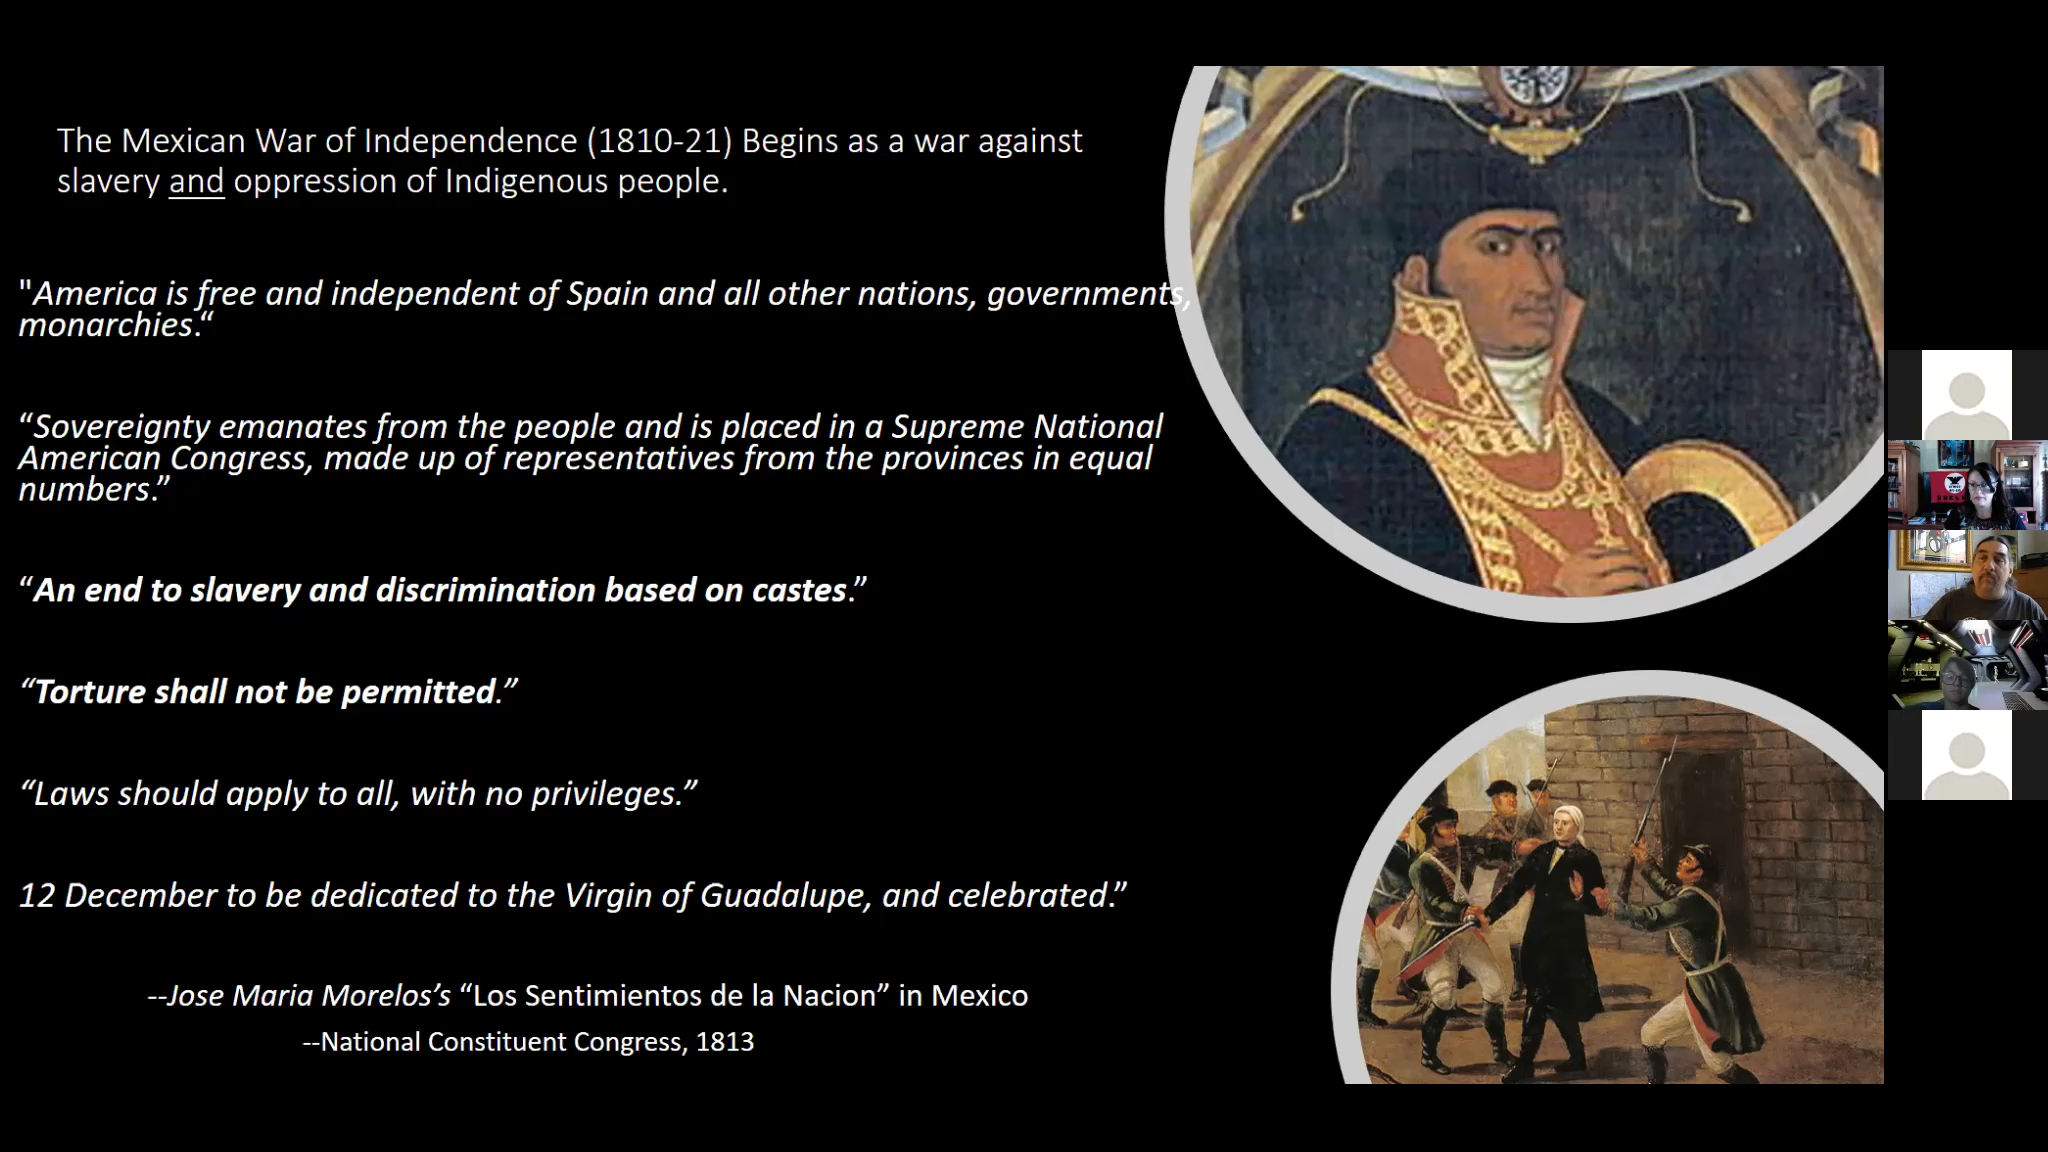 The Mexican War of Independence (1810-21) Begins as a war against
slavery and oppression of Indigenous people.
"America is free and independent of Spain and all other nations, governments,
monarchies.“
“Sovereignty emanates from the people and is placed in a Supreme National
American Congress, made up of representatives from the provinces in equal
numbers.”
“An end to slavery and discrimination based on castes.”
“Torture shall not be permitted.”
“Laws should apply to all, with no privileges.”
12 December to be dedicated to the Virgin of Guadalupe, and celebrated.”
--Jose Maria Morelos’s “Los Sentimientos de la Nacion” in Mexico
--National Constituent Congress, 1813